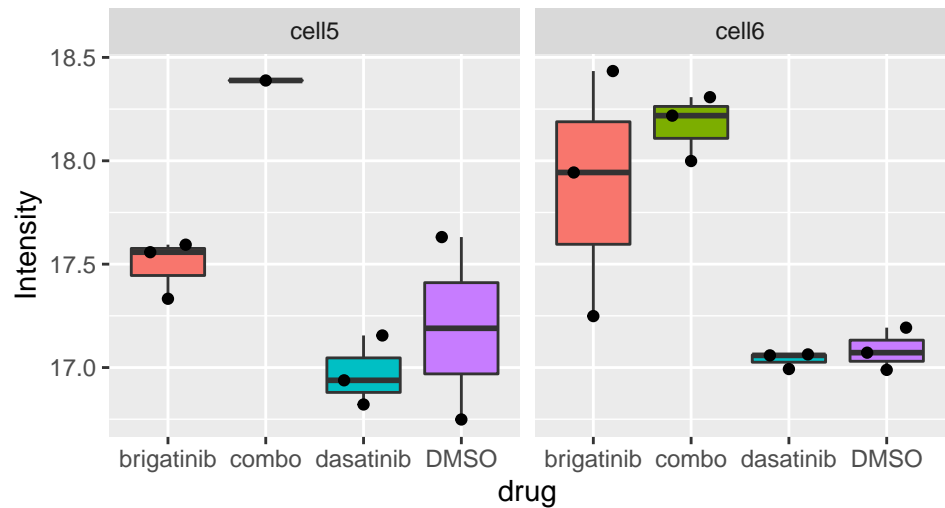 cell5 cell6
18.5
18.0
17.5
17.0
Intensity
brigatinib combo dasatinib DMSO brigatinib combo dasatinib DMSO
drug